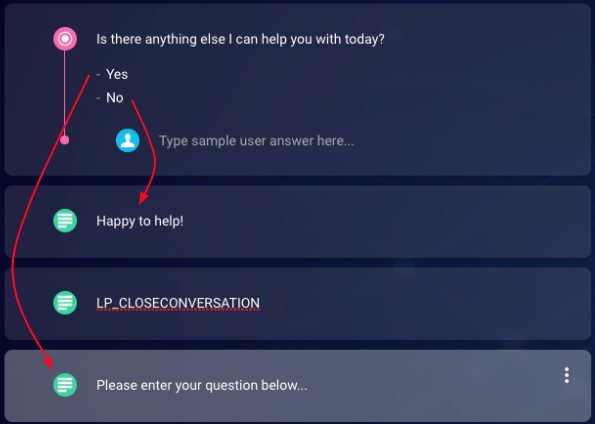 Is there anything else I can help you with today?
- Yes
- No
Type sample user answer here...
Happy to help!
LP_CLOSECONVERSATION
Please enter your question below...